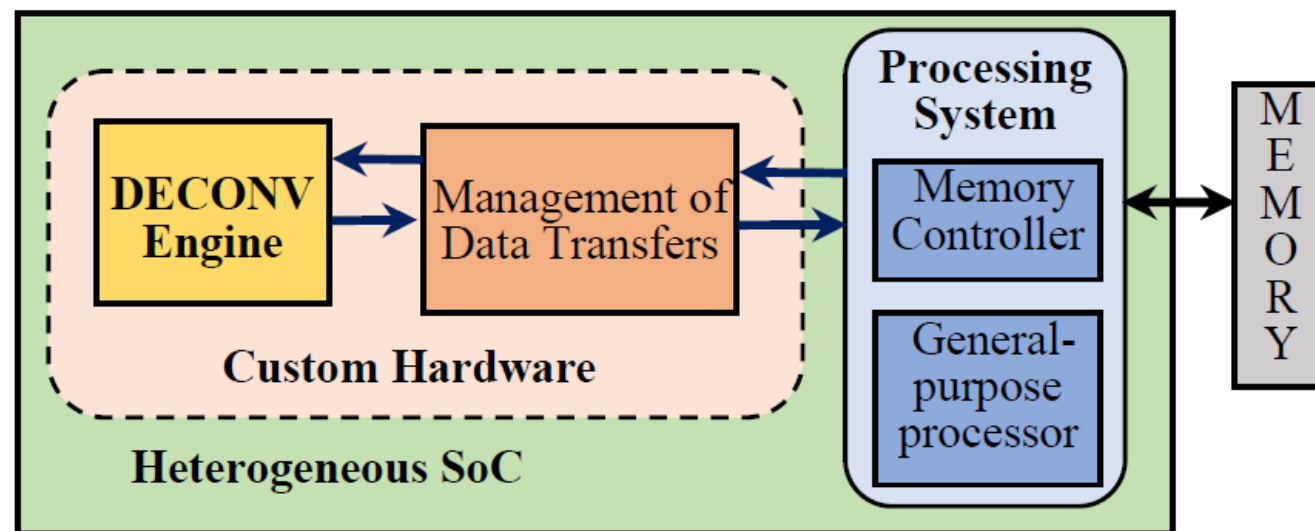 DECONV
Engine
Management of
Data Transfers
Custom Hardware
Heterogeneous SoC
Processing
System
Memory
Controller
General-
purpose
processor
M
E
M
O
R
Y